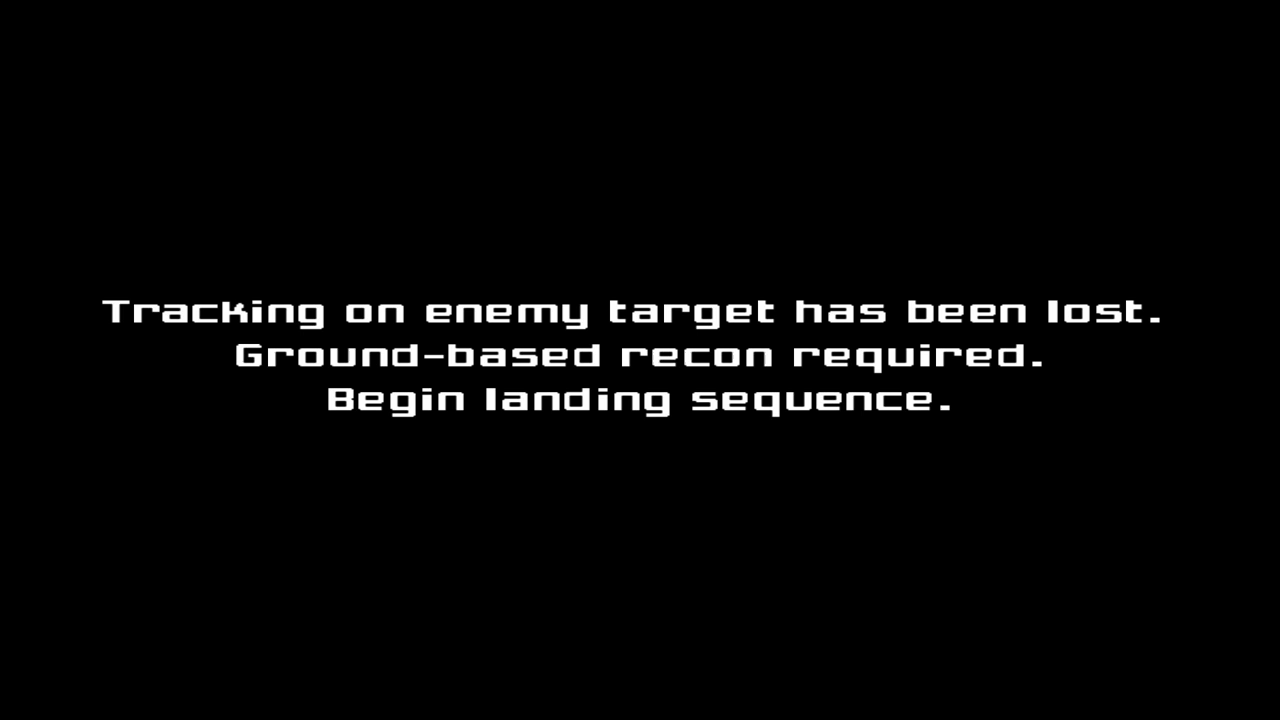 Tracking on enemy target has been lost.
Ground-based recon required.
Begin landing sequence.